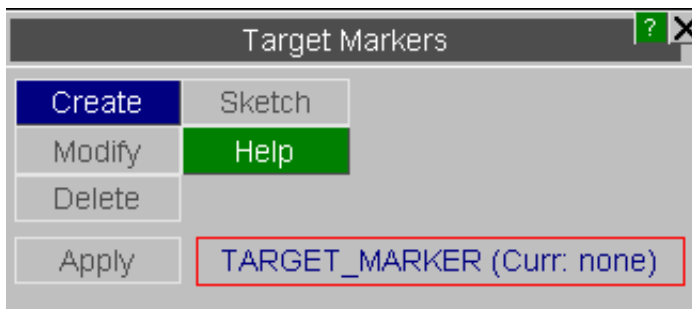 Target Markers ? X
Create Sketch
Modify Help
Delete
Apply TARGET_MARKER (Curr: none)